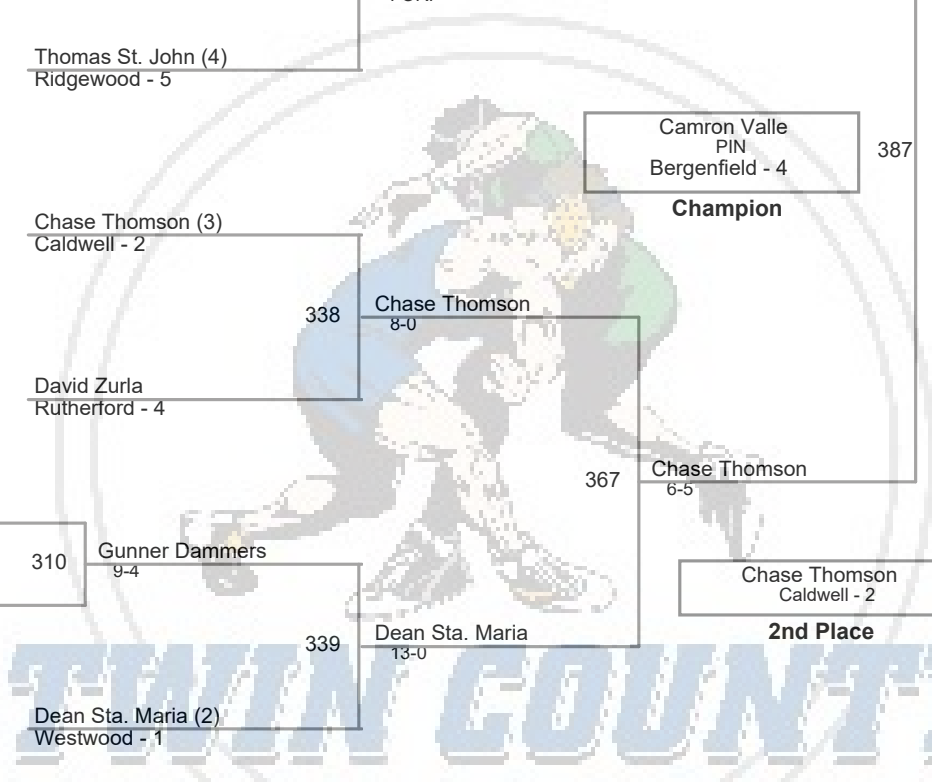 Thomas St. John (4)
Ridgewood - 5
Camron Valle
PIN
Bergenfield - 4
387
Champion
Chase Thomson (3)
Caldwell - 2
338
Chase Thomson
8-0
David Zurla
Rutherford - 4
367
Chase Thomson
6-5
310
Gunner Dammers
9-4
Chase Thomson
Caldwell - 2
2nd Place
339
Dean Sta. Maria
13-0
Dean Sta. Maria (2)
Westwood - 1
TWIN COUNT